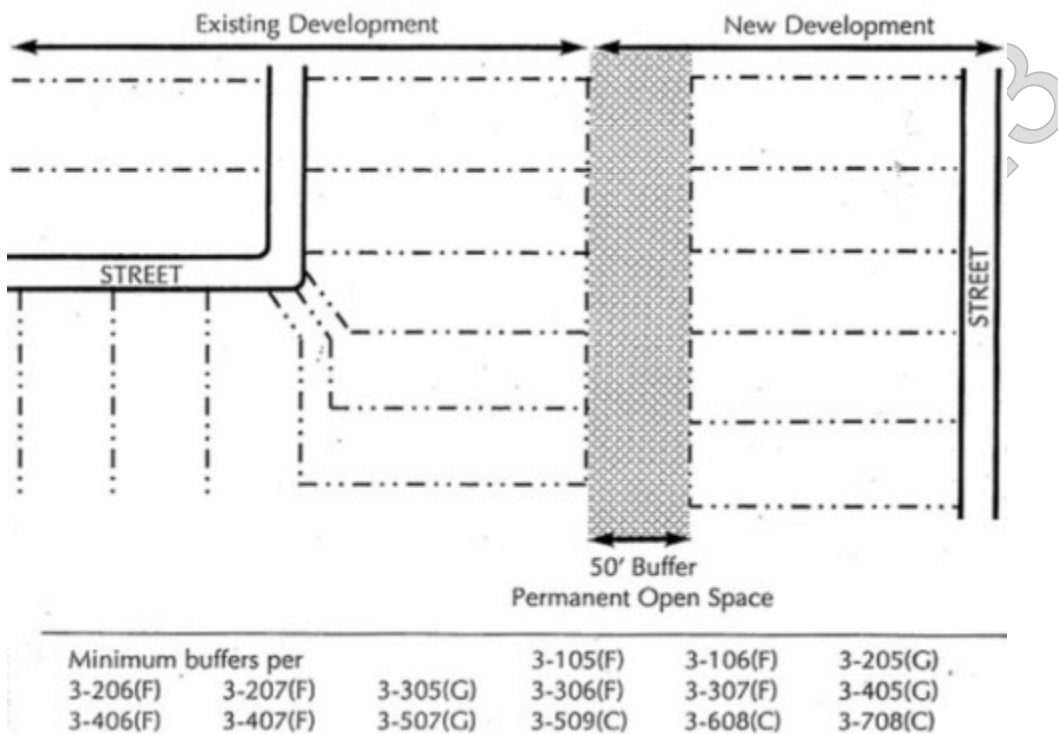 Existing Development
New Development
STREET
STREET
50' Buffer
Permanent Open Space
Minimum buffers per 3-105(F) 3-106(F) 3-205(G)
3-206(F) 3-207(F) 3-305(G) 3-306(F) 3-307(F) 3-405(G)
3-406(F) 3-407(F) 3-507(G) 3-509(C) 3-608(C) 3-708(C)